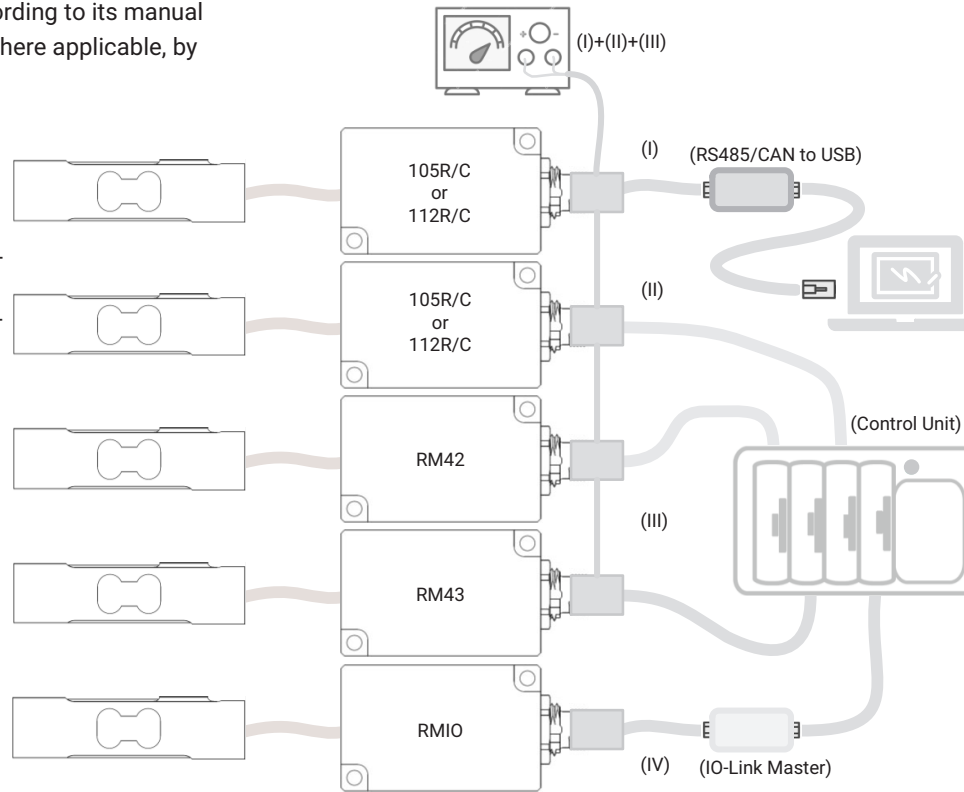 ording to its manual
here applicable, by
(I)+(II)+(III)
(I)
(RS485/CAN to USB)
105R/C
or
112R/C
(II)
105R/C
or
112R/C
(Control Unit)
RM42
(III)
RM43
RMIO
(IV)
(IO-Link Master)